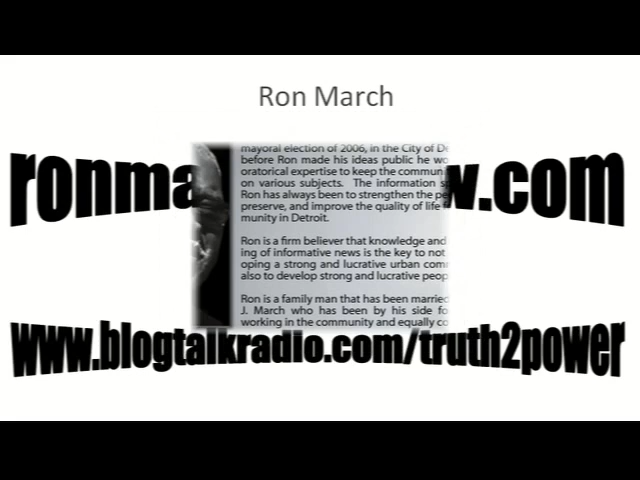 Ron March
ronma
w.com
mayoral election of 2006, in the City of De
before Ron made his ideas public he wo
oratorical expertise to keep the commun
on various subjects. The information s
Ron has always been to strengthen the pe
preserve, and improve the quality of life
munity in Detroit.
Ron is a firm believer that knowledge and
ing of informative news is the key to not
oping a strong and lucrative urban com
also to develop strong and lucrative peop
Ron is a family man that has been married
J. March who has been by his side fo
working in the community and equally co
www.blogtalkradio.com/truth2power